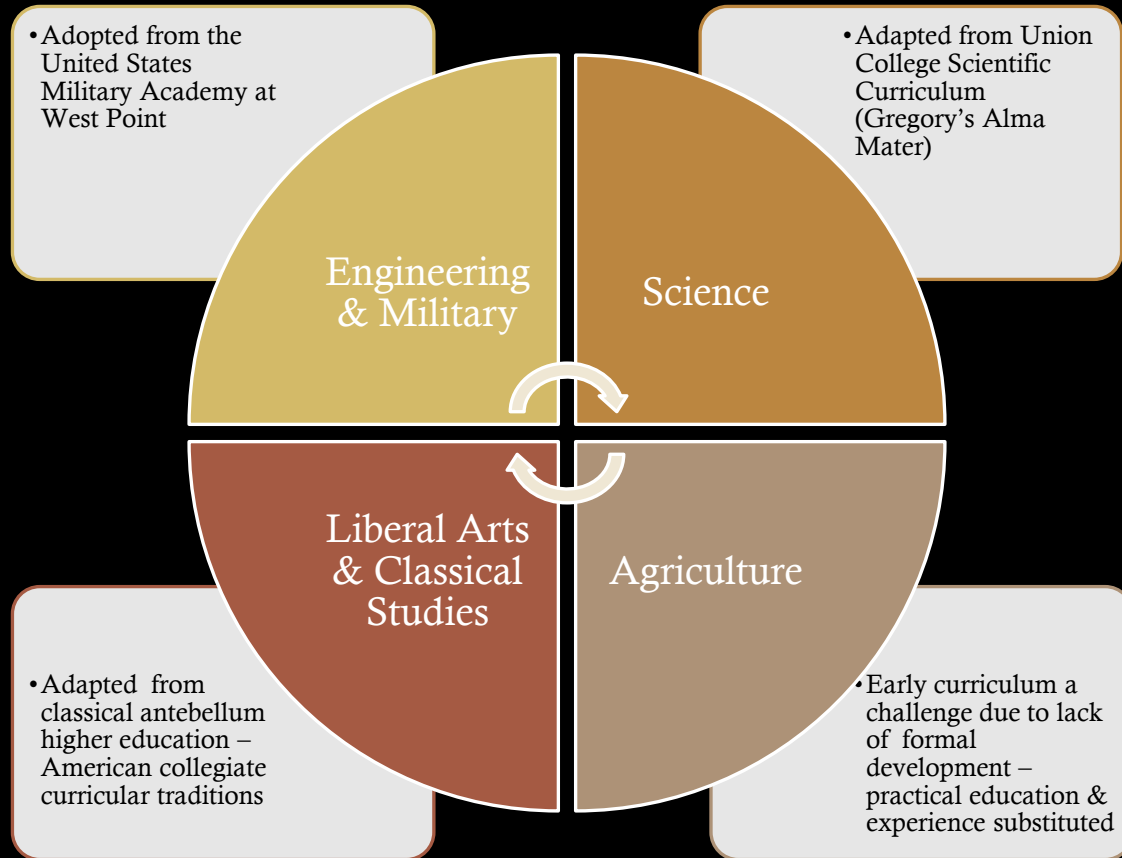 •Adopted from the
United States
Military Academy at
West Point
•Adapted from Union
College Scientific
Curriculum
(Gregory's Alma
Mater)
Engineering
& Military
Science
Liberal Arts
& Classical
Studies
Agriculture
•Adapted from
classical antebellum
higher education –
American collegiate
curricular traditions
•Early curriculum a
challenge due to lack
of formal
development –
practical education &
experience substituted